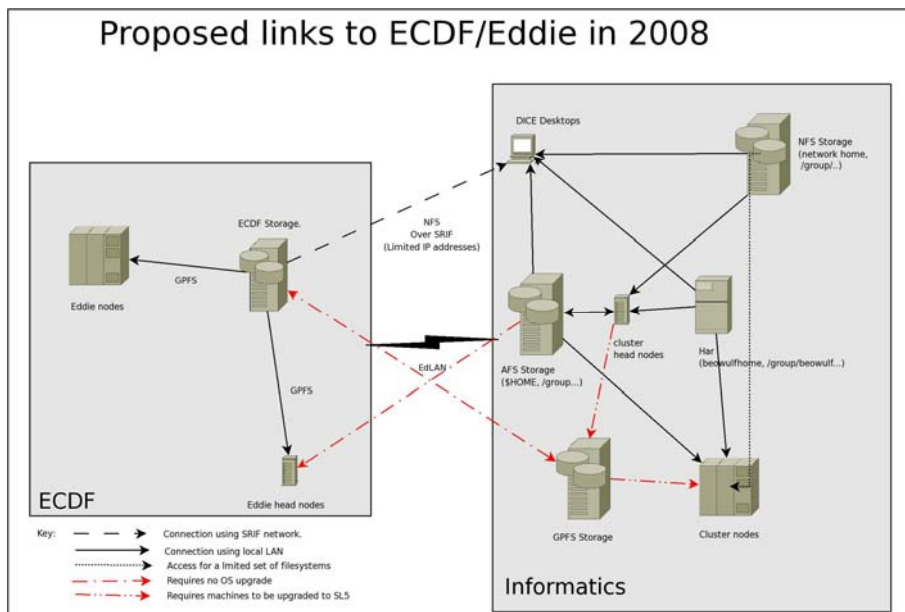 Proposed links to ECDF/Eddie in 2008
DICE Desktops
NFS Storage
(network home,
/group/..)
ECDF Storage.
NFS
Over SRIF
(Limited IP addresses)
GPFS
Eddie nodes
cluster
head nodes
Har
(beowulfhome, /group/beowulf...)
EdLAN
AFS Storage
($HOME, /group...)
GPFS
Eddie head nodes
ECDF
GPFS Storage
Cluster nodes
Informatics
Key:
Connection using SRIF network.
Connection using local LAN
Access for a lmited set of filesystems
Requires no OS upgrade
Requires machines to be upgraded to SL5